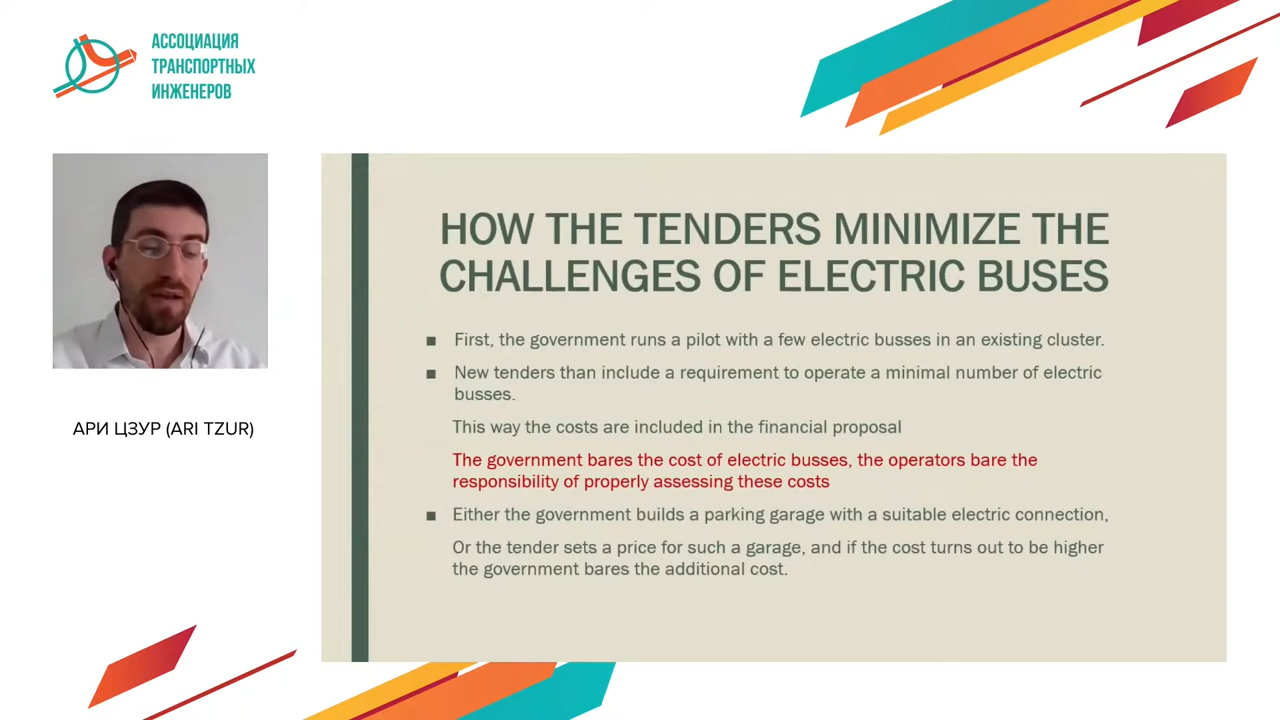 АССОЦИАЦИЯ
ТРАНСПОРТНЫХ
ИНЖЕНЕРОВ
АРИ ЦЗУР (ARI TZUR)
HOW THE TENDERS MINIMIZE THE
CHALLENGES OF ELECTRIC BUSES
■ First, the government runs a pilot with a few electric busses in an existing cluster.
■ New tenders than include a requirement to operate a minimal number of electric
busses.
This way the costs are included in the financial proposal
The government bares the cost of electric busses, the operators bare the
responsibility of properly assessing these costs
■ Either the government builds a parking garage with a suitable electric connection,
Or the tender sets a price for such a garage, and if the cost turns out to be higher
the government bares the additional cost.